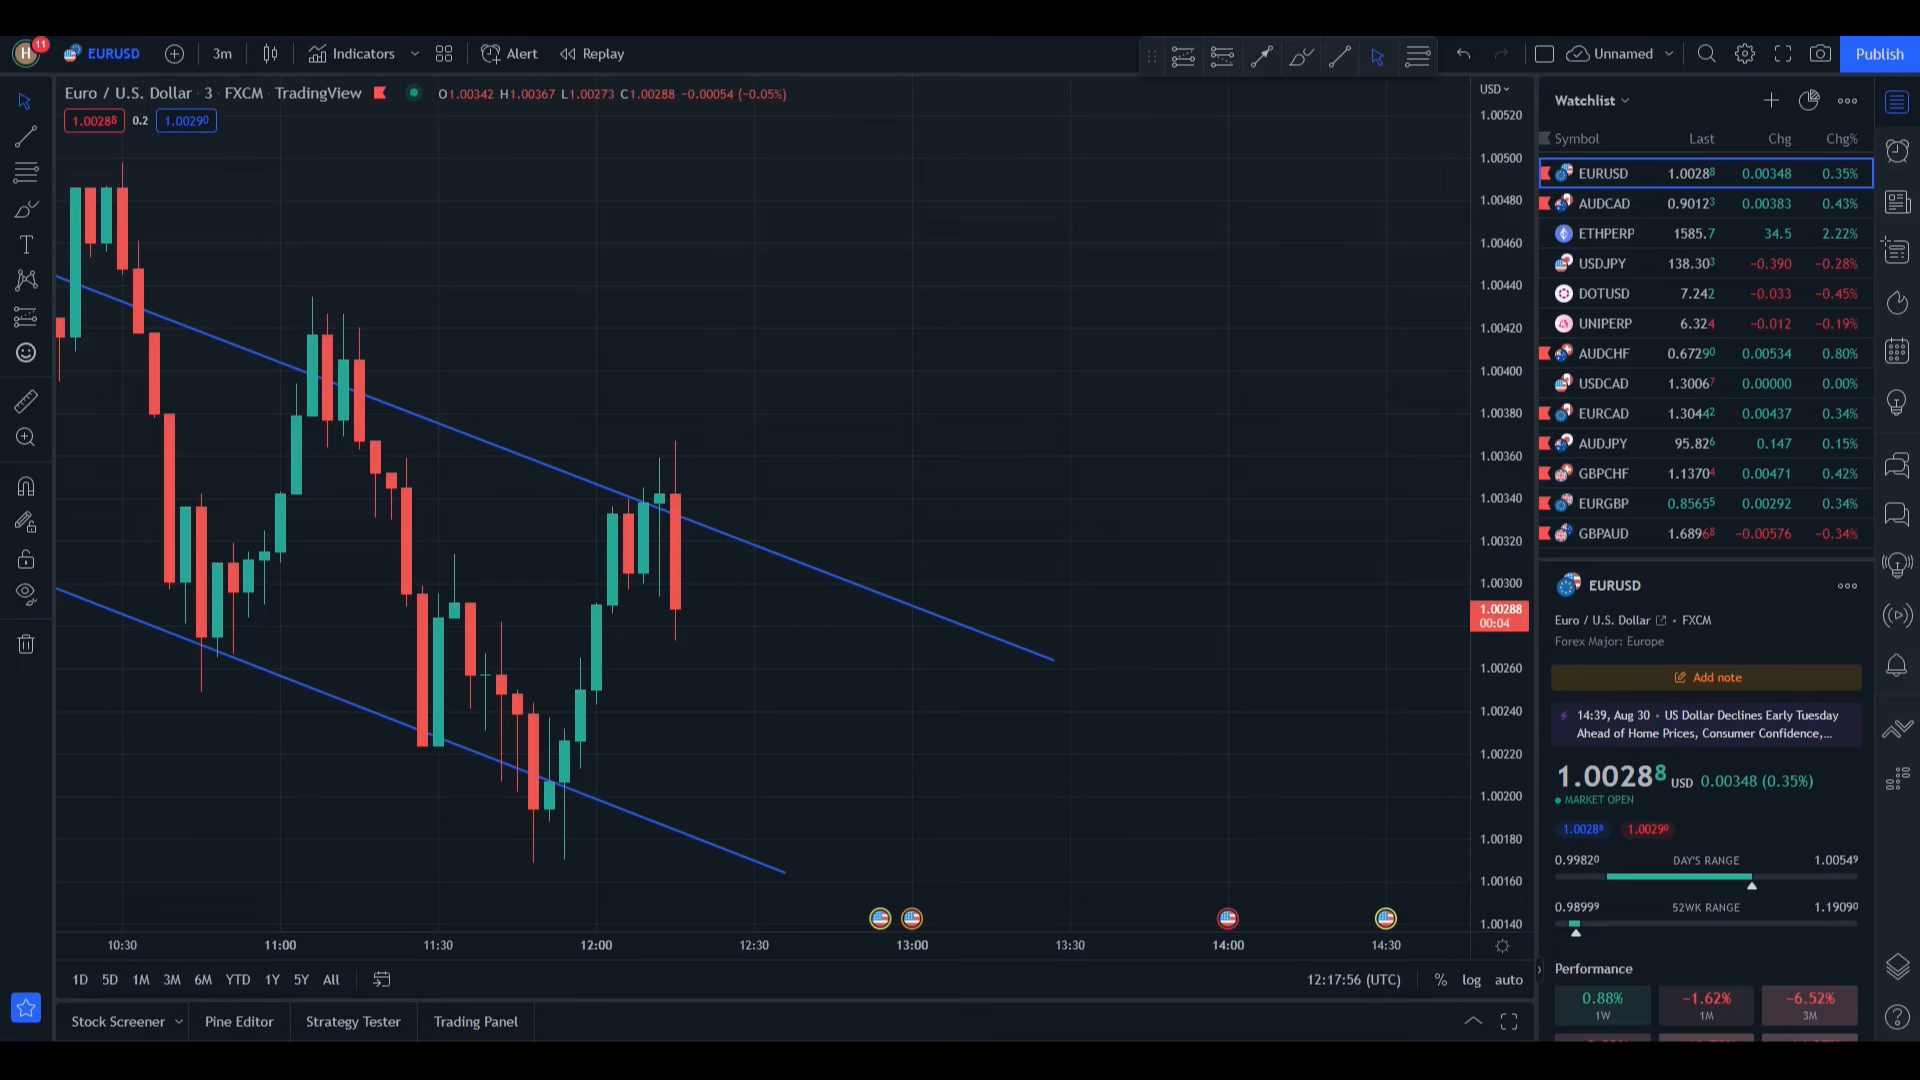 H 11 EURUSD 3m Indicators Alert Replay Unnamed Publish
Euro / U.S. Dollar · 3 · FXCM · TradingView O1.00342 H1.00367 L1.00273 C1.00288 −0.00054 (−0.05%)
1.00288 0.2 1.00290
USD
1.00520
1.00500
1.00480
1.00460
1.00440
1.00420
1.00400
1.00380
1.00360
1.00340
1.00320
1.00300
1.00288
00:04
1.00260
1.00240
1.00220
1.00200
1.00180
1.00160
1.00140
10:30 11:00 11:30 12:00 12:30 13:00 13:30 14:00 14:30
1D 5D 1M 3M 6M YTD 1Y 5Y All 12:17:56 (UTC) % log auto
Stock Screener Pine Editor Strategy Tester Trading Panel
Watchlist
Symbol Last Chg Chg%
EURUSD 1.00288 0.00348 0.35%
AUDCAD 0.90123 0.00383 0.43%
ETHPERP 1585.7 34.5 2.22%
USDJPY 138.303 −0.390 −0.28%
DOTUSD 7.242 −0.033 −0.45%
UNIPERP 6.324 −0.012 −0.19%
AUDCHF 0.67290 0.00534 0.80%
USDCAD 1.30067 0.00000 0.00%
EURCAD 1.30442 0.00437 0.34%
AUDJPY 95.826 0.147 0.15%
GBPCHF 1.13704 0.00471 0.42%
EURGBP 0.85655 0.00292 0.34%
GBPAUD 1.68968 −0.00576 −0.34%
EURUSD
Euro / U.S. Dollar • FXCM
Forex Major: Europe
Add note
14:39, Aug 30 • US Dollar Declines Early Tuesday
Ahead of Home Prices, Consumer Confidence,...
1.00288 USD 0.00348 (0.35%)
MARKET OPEN
1.00288 1.00290
0.99820 DAY'S RANGE 1.00549
0.98999 52WK RANGE 1.19090
Performance
0.88% −1.62% −6.52%
1W 1M 3M